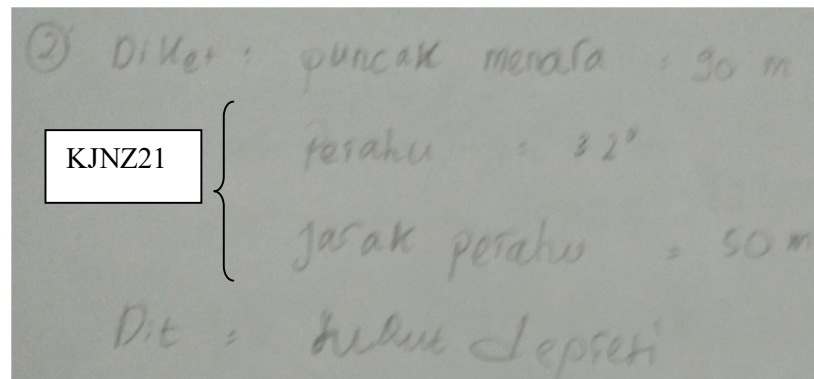 ② Diket : puncak menara = 90 m
KJNZ21
perahu : 32°
Jarak perahu = 50 m
Dit = sudut depresi